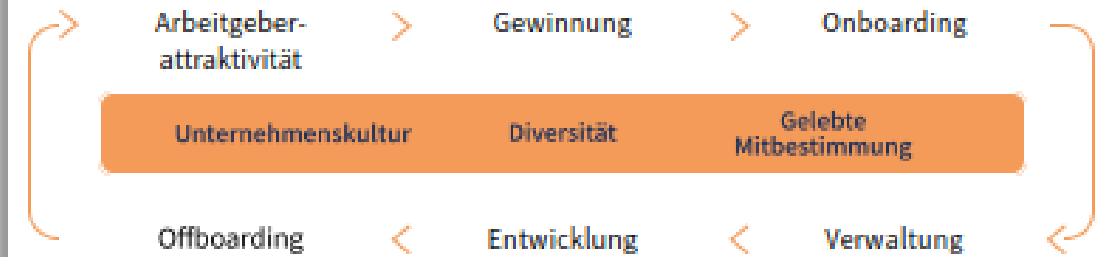 Arbeitgeber-
attraktivität
Gewinnung
Onboarding
Unternehmenskultur
Diversität
Gelebte
Mitbestimmung
Offboarding
Entwicklung
Verwaltung